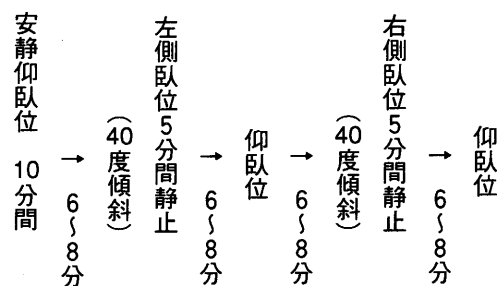 安静仰臥位 10分間
→ 6〜8分
左側臥位5分間静止
(40度傾斜)
→ 6〜8分
仰臥位
→ 6〜8分
右側臥位5分間静止
(40度傾斜)
→ 6〜8分
仰臥位